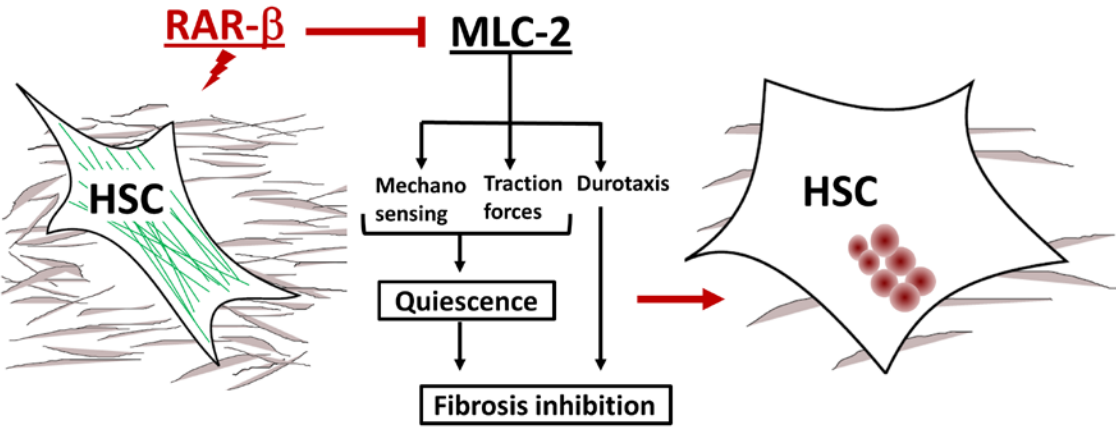 RAR-β
MLC-2
HSC
Mechano
sensing
Traction
forces
Durotaxis
Quiescence
Fibrosis inhibition
HSC